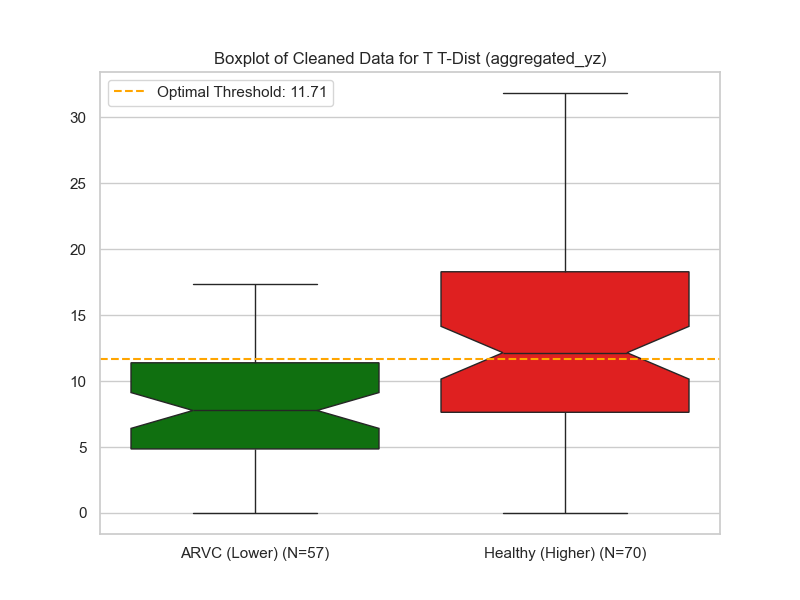 Boxplot of Cleaned Data for T T-Dist (aggregated_yz)
Optimal Threshold: 11.71
30
25
20
15
10
5
0
ARVC (Lower) (N=57)
Healthy (Higher) (N=70)